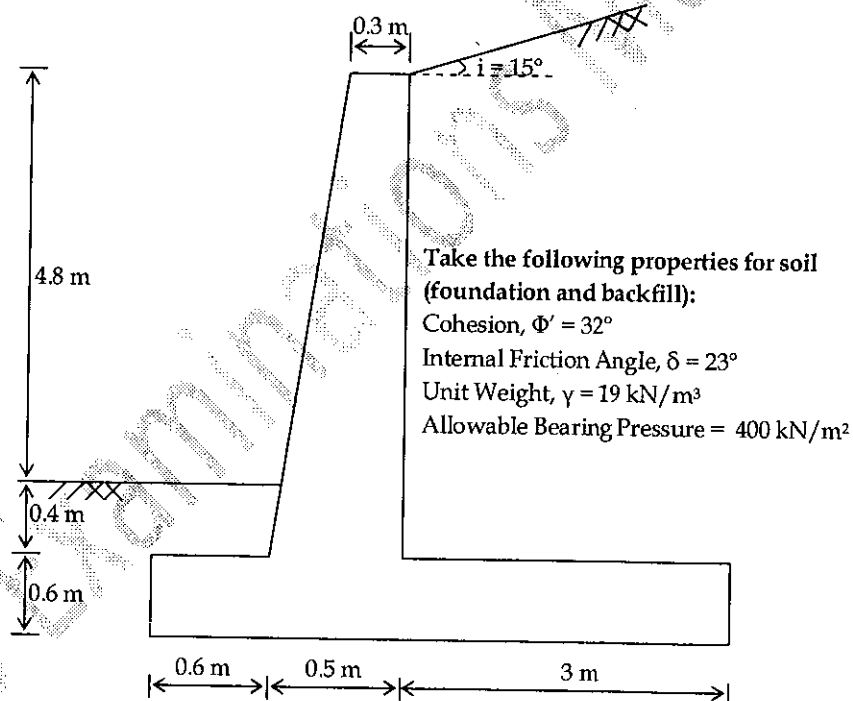 0.3 m
i = 15°
4.8 m
Take the following properties for soil
(foundation and backfill):
Cohesion, Φ′ = 32°
Internal Friction Angle, δ = 23°
Unit Weight, γ = 19 kN/m³
Allowable Bearing Pressure = 400 kN/m²
0.4 m
0.6 m
0.6 m
0.5 m
3 m
Examinations